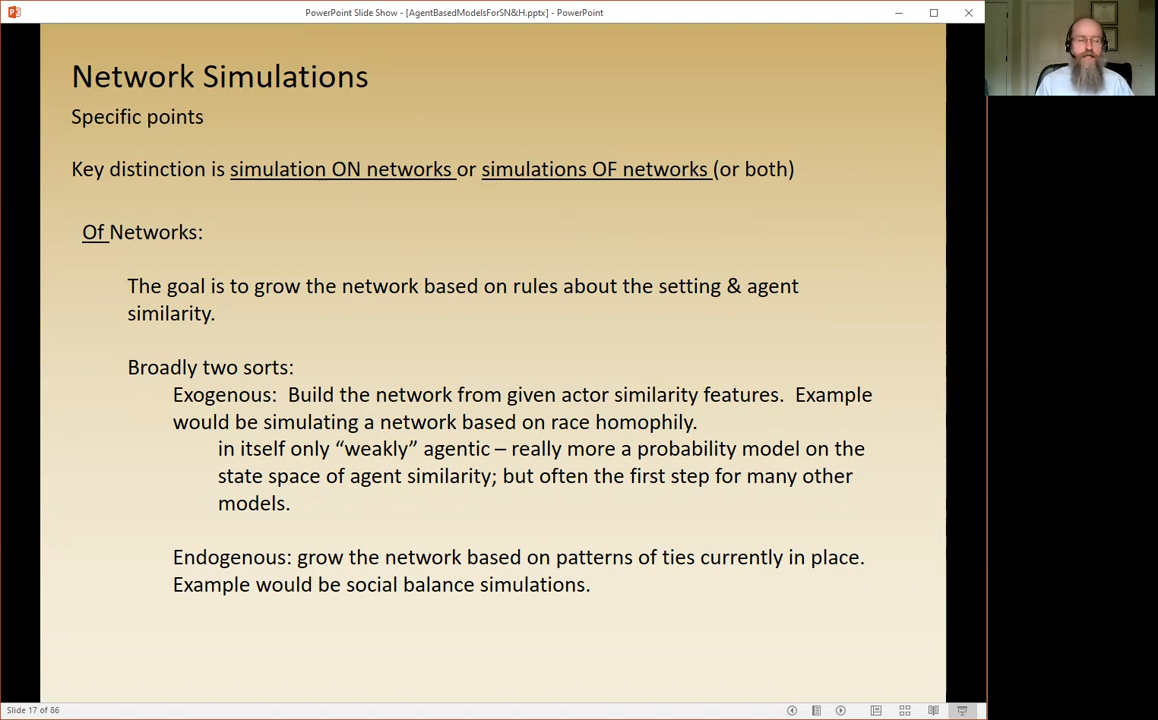 PowerPoint Slide Show - [AgentBasedModelsForSN&H.pptx] - PowerPoint
Network Simulations
Specific points
Key distinction is simulation ON networks or simulations OF networks (or both)
Of Networks:
The goal is to grow the network based on rules about the setting & agent
similarity.
Broadly two sorts:
Exogenous:  Build the network from given actor similarity features.  Example
would be simulating a network based on race homophily.
in itself only “weakly” agentic – really more a probability model on the
state space of agent similarity; but often the first step for many other
models.
Endogenous: grow the network based on patterns of ties currently in place.
Example would be social balance simulations.
Slide 17 of 86